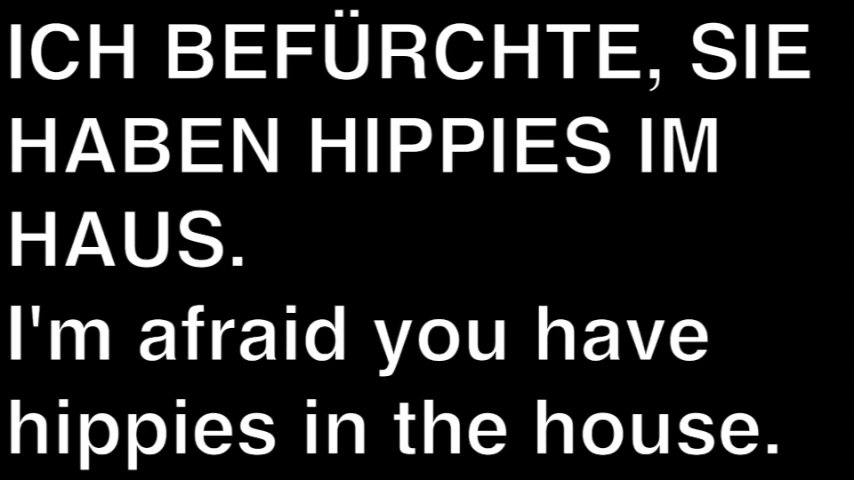 ICH BEFÜRCHTE, SIE
HABEN HIPPIES IM
HAUS.
I'm afraid you have
hippies in the house.